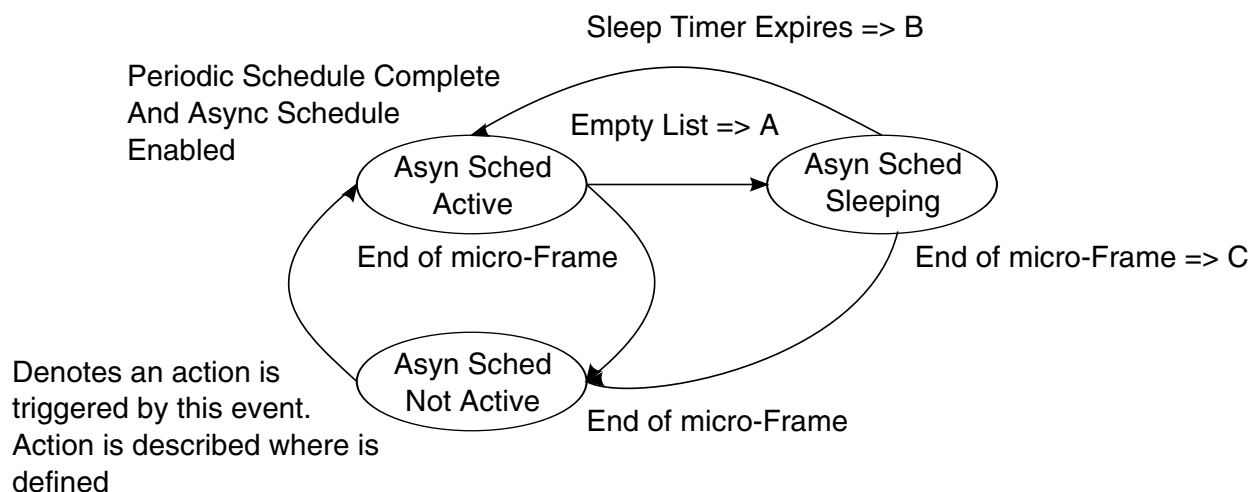 Sleep Timer Expires => B
Periodic Schedule Complete
And Async Schedule
Enabled
Empty List => A
Asyn Sched
Active
Asyn Sched
Sleeping
End of micro-Frame
End of micro-Frame => C
Asyn Sched
Not Active
Denotes an action is
triggered by this event.
Action is described where is
defined
End of micro-Frame